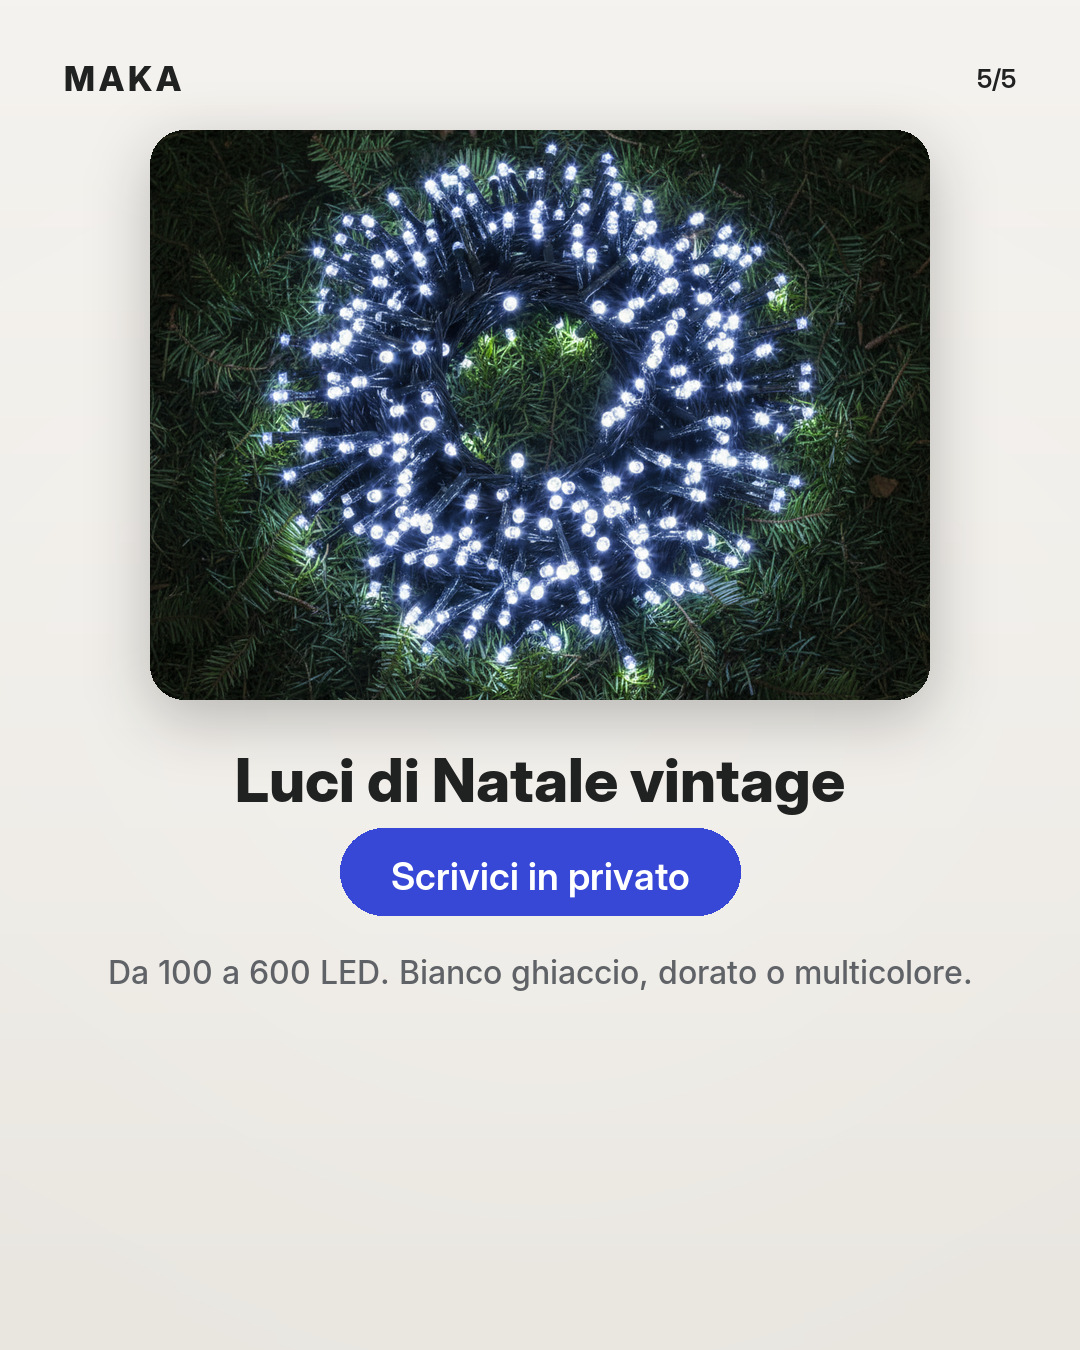 MAKA
5/5
Luci di Natale vintage
Scrivici in privato
Da 100 a 600 LED. Bianco ghiaccio, dorato o multicolore.